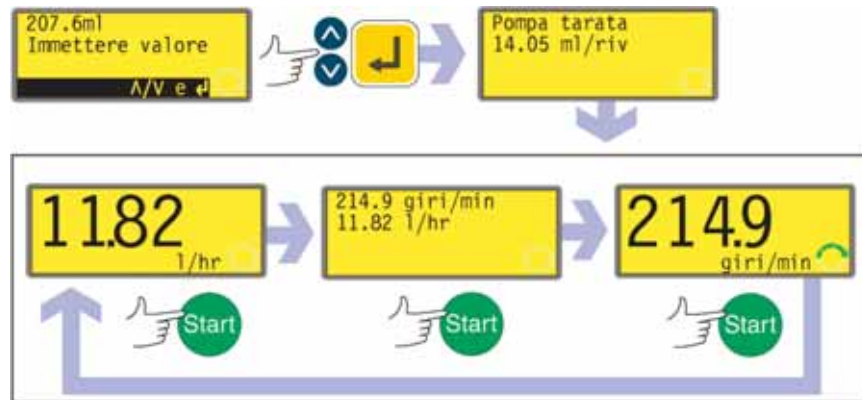 207.6ml
Immettere valore
Λ/V e ↲
Pompa tarata
14.05 ml/riv
11.82
l/hr
214.9 giri/min
11.82 l/hr
214.9
giri/min
Start
Start
Start